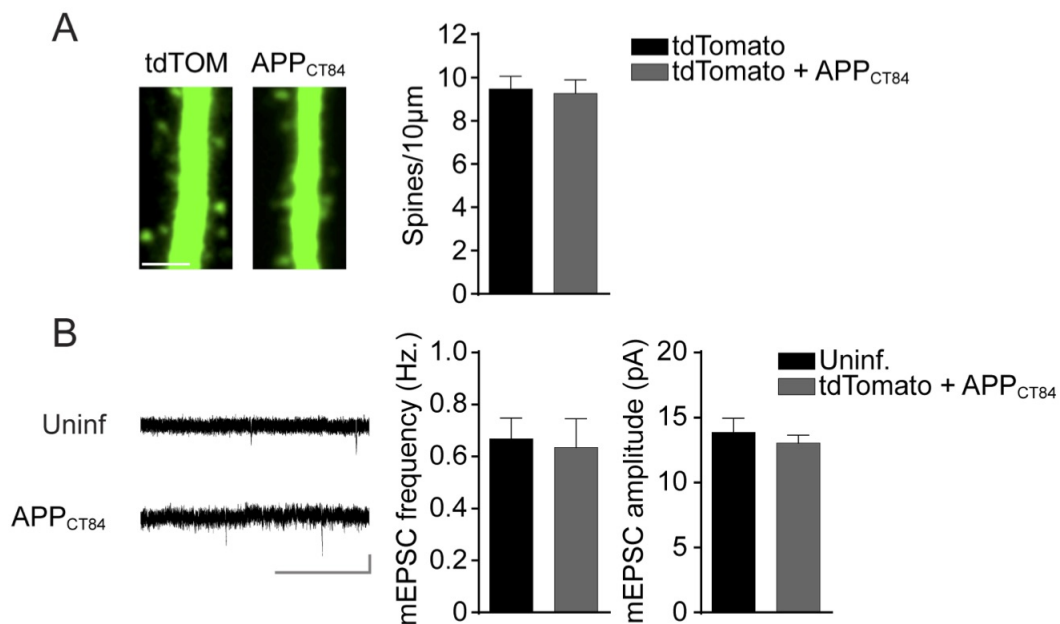 A
tdTOM
APPCT84
12
10
8
6
4
2
0
Spines/10µm
tdTomato
tdTomato + APPCT84
B
Uninf
APPCT84
1.0
0.8
0.6
0.4
0.2
0
mEPSC frequency (Hz.)
20
15
10
5
0
mEPSC amplitude (pA)
Uninf.
tdTomato + APPCT84